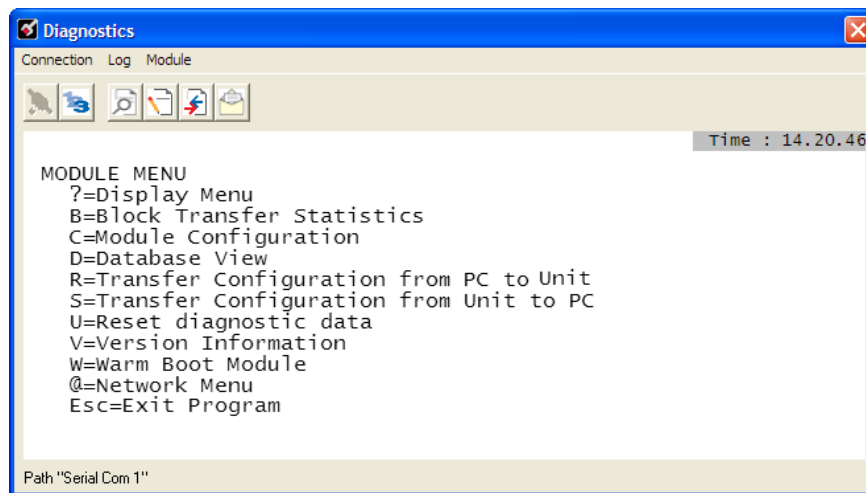 Diagnostics
Connection Log Module
Time : 14.20.46
MODULE MENU
?=Display Menu
B=Block Transfer Statistics
C=Module Configuration
D=Database View
R=Transfer Configuration from PC to Unit
S=Transfer Configuration from Unit to PC
U=Reset diagnostic data
V=Version Information
W=Warm Boot Module
@=Network Menu
Esc=Exit Program
Path "Serial Com 1"